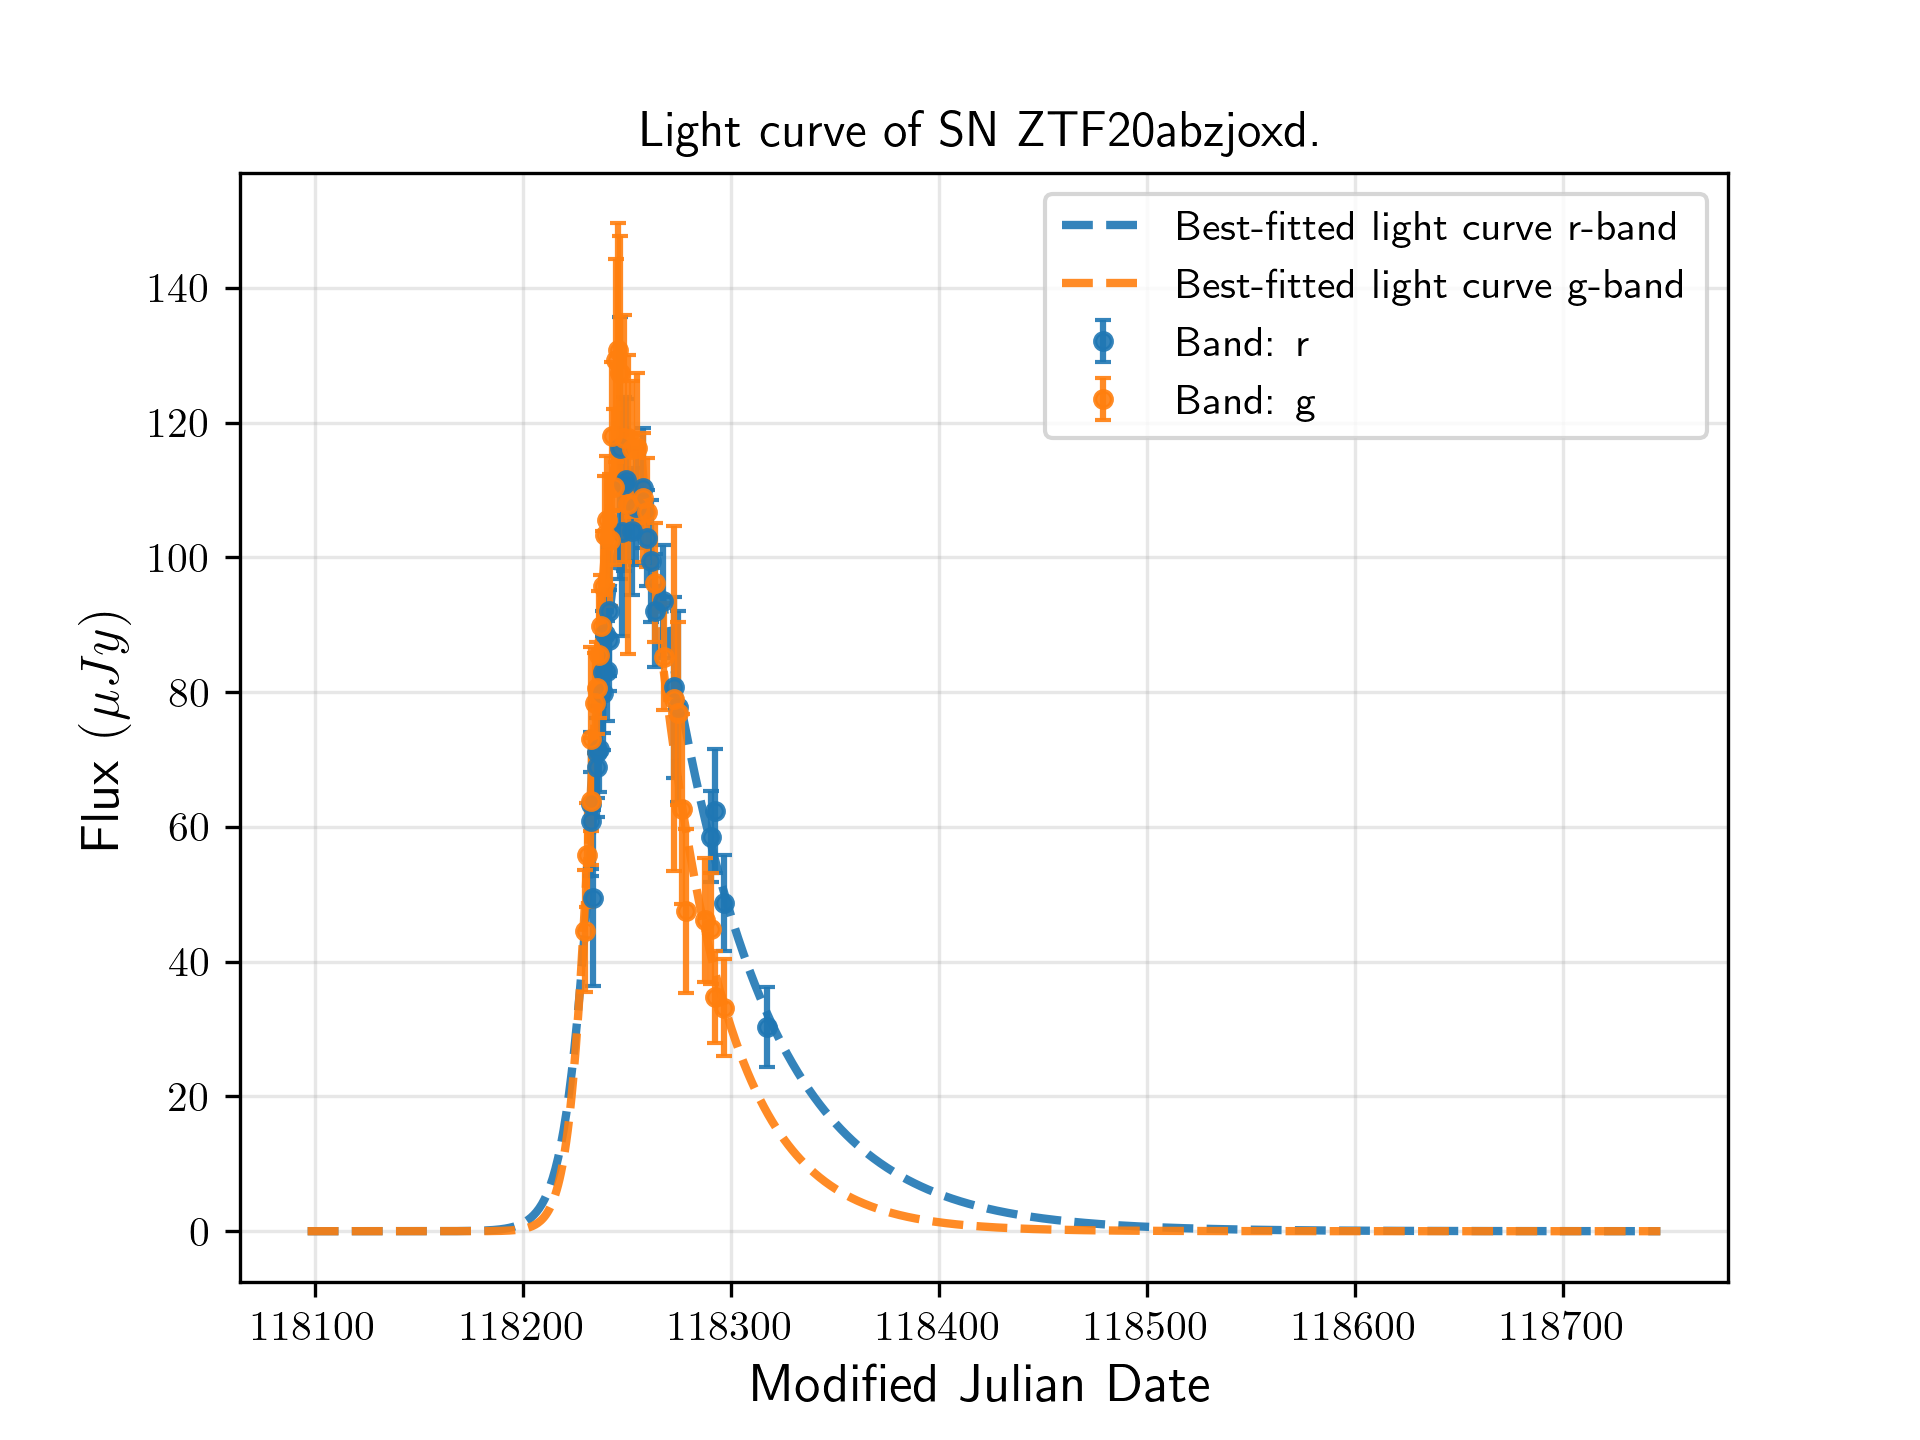 Light curve of SN ZTF20abzjoxd.
Best-fitted light curve r-band
Best-fitted light curve g-band
Band: r
Band: g
140
120
100
80
60
40
20
0
Flux (μJy)
118100 118200 118300 118400 118500 118600 118700
Modified Julian Date